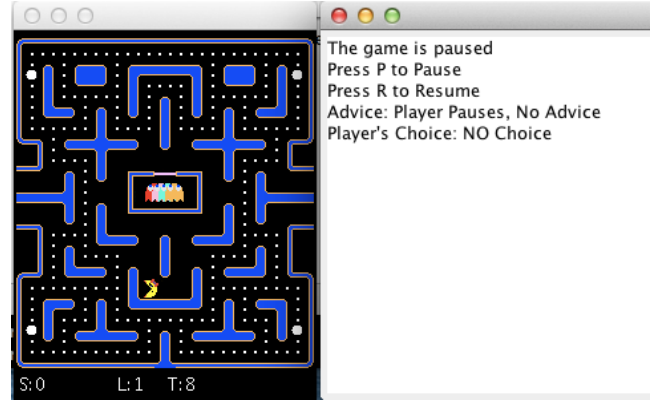 The game is paused
Press P to Pause
Press R to Resume
Advice: Player Pauses, No Advice
Player's Choice: NO Choice
S:0 L:1 T:8